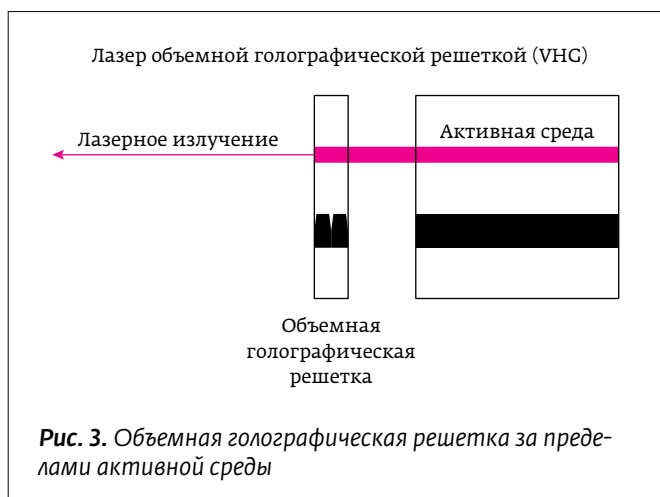 Лазер объемной голографической решеткой (VHG)
Лазерное излучение
Активная среда
Объемная
голографическая
решетка
Рис. 3. Объемная голографическая решетка за преде-
лами активной среды